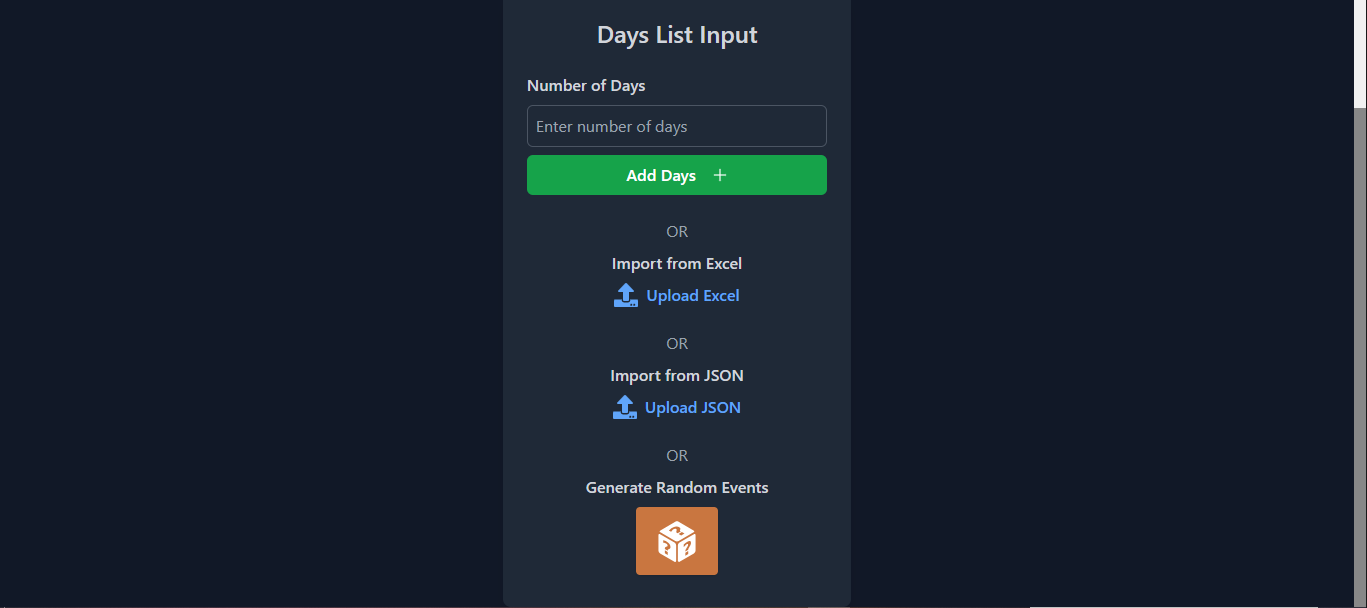 Days List Input
Number of Days
Enter number of days
Add Days +
OR
Import from Excel
Upload Excel
OR
Import from JSON
Upload JSON
OR
Generate Random Events
? ? ?